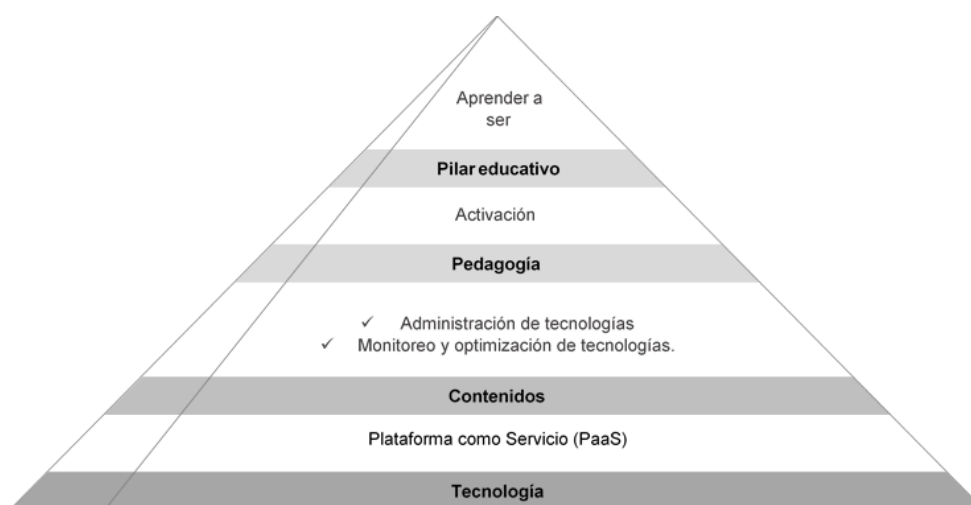 Aprender a
ser
Pilar educativo
Activación
Pedagogía
✓ Administración de tecnologías
✓ Monitoreo y optimización de tecnologías.
Contenidos
Plataforma como Servicio (PaaS)
Tecnología